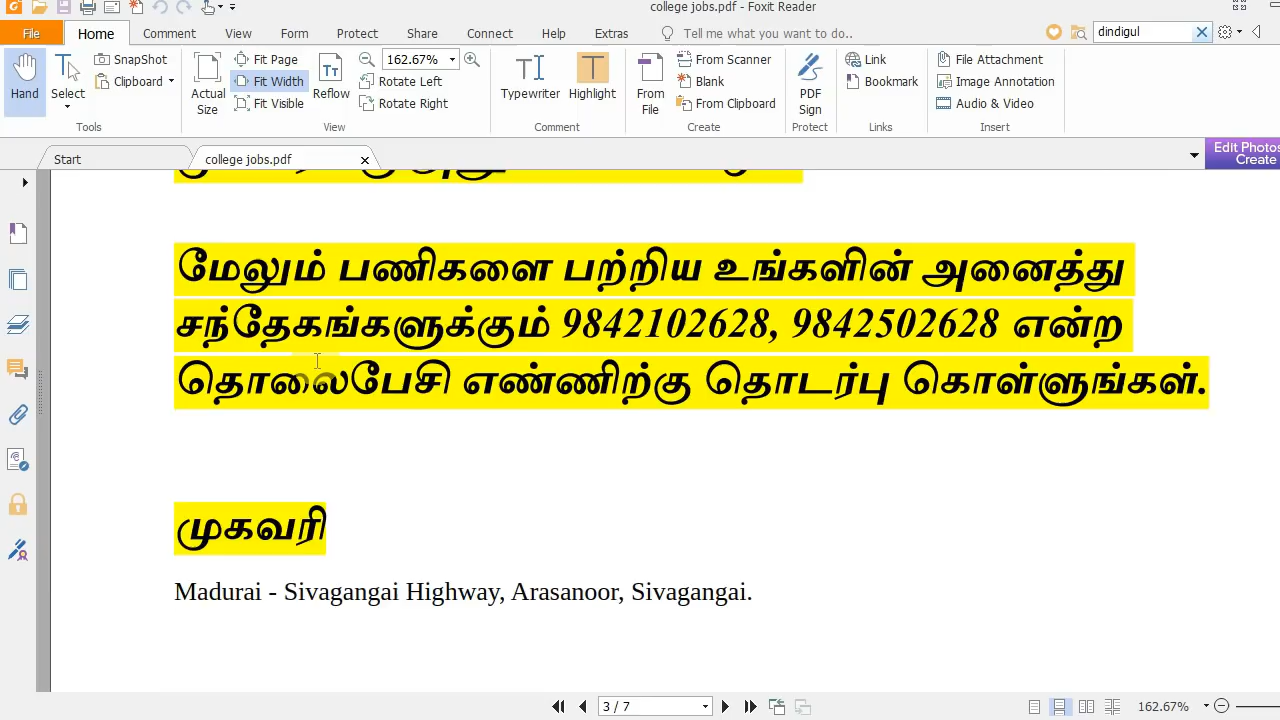 college jobs.pdf - Foxit Reader
File Home Comment View Form Protect Share Connect Help Extras Tell me what you want to do.. dindigul
Hand
Select
SnapShot
Clipboard
Actual Size
Fit Page
Fit Width
Fit Visible
Reflow
162.67%
Rotate Left
Rotate Right
Typewriter
Highlight
From File
From Scanner
Blank
From Clipboard
PDF Sign
Link
Bookmark
File Attachment
Image Annotation
Audio & Video
Tools View Comment Create Protect Links Insert
Start college jobs.pdf
Edit Photos
Create
மேலும் பணிகளை பற்றிய உங்களின் அனைத்து
சந்தேகங்களுக்கும் 9842102628, 9842502628 என்ற
தொலைபேசி எண்ணிற்கு தொடர்பு கொள்ளுங்கள்.
முகவரி
Madurai - Sivagangai Highway, Arasanoor, Sivagangai.
3 / 7 162.67%